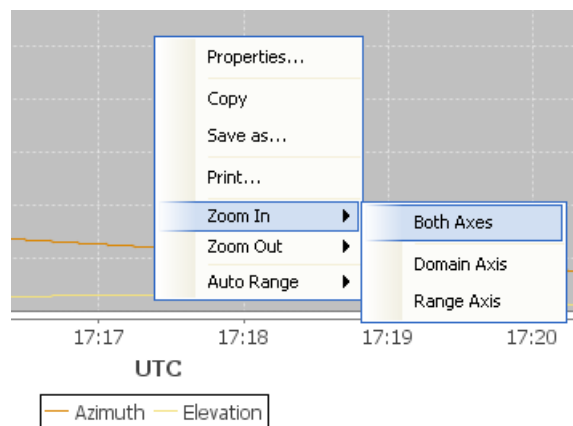 Properties...
Copy
Save as...
Print...
Zoom In
Both Axes
Zoom Out
Domain Axis
Auto Range
Range Axis
17:17 17:18 17:19 17:20
UTC
Azimuth Elevation